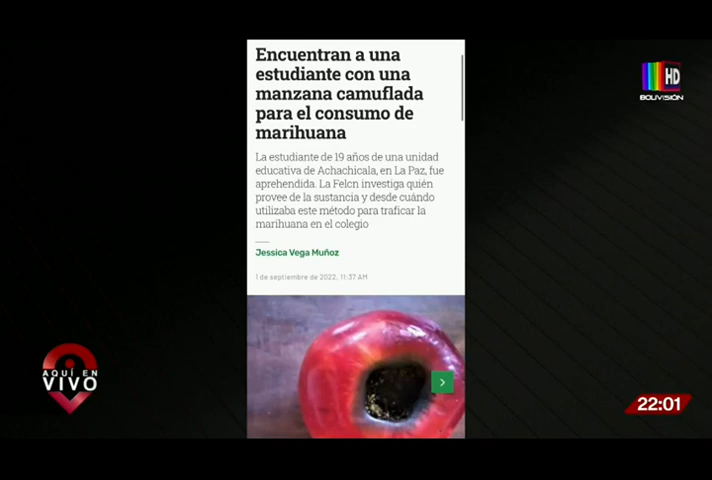 Encuentran a una
estudiante con una
manzana camuflada
para el consumo de
marihuana
La estudiante de 19 años de una unidad
educativa de Achachicala, en La Paz, fue
aprehendida. La Felcn investiga quién
provee de la sustancia y desde cuándo
utilizaba este método para traficar la
marihuana en el colegio
Jessica Vega Muñoz
1 de septiembre de 2022, 11:37 AM
HD
BOLIVISIÓN
AQUÍ EN
VIVO
22:01